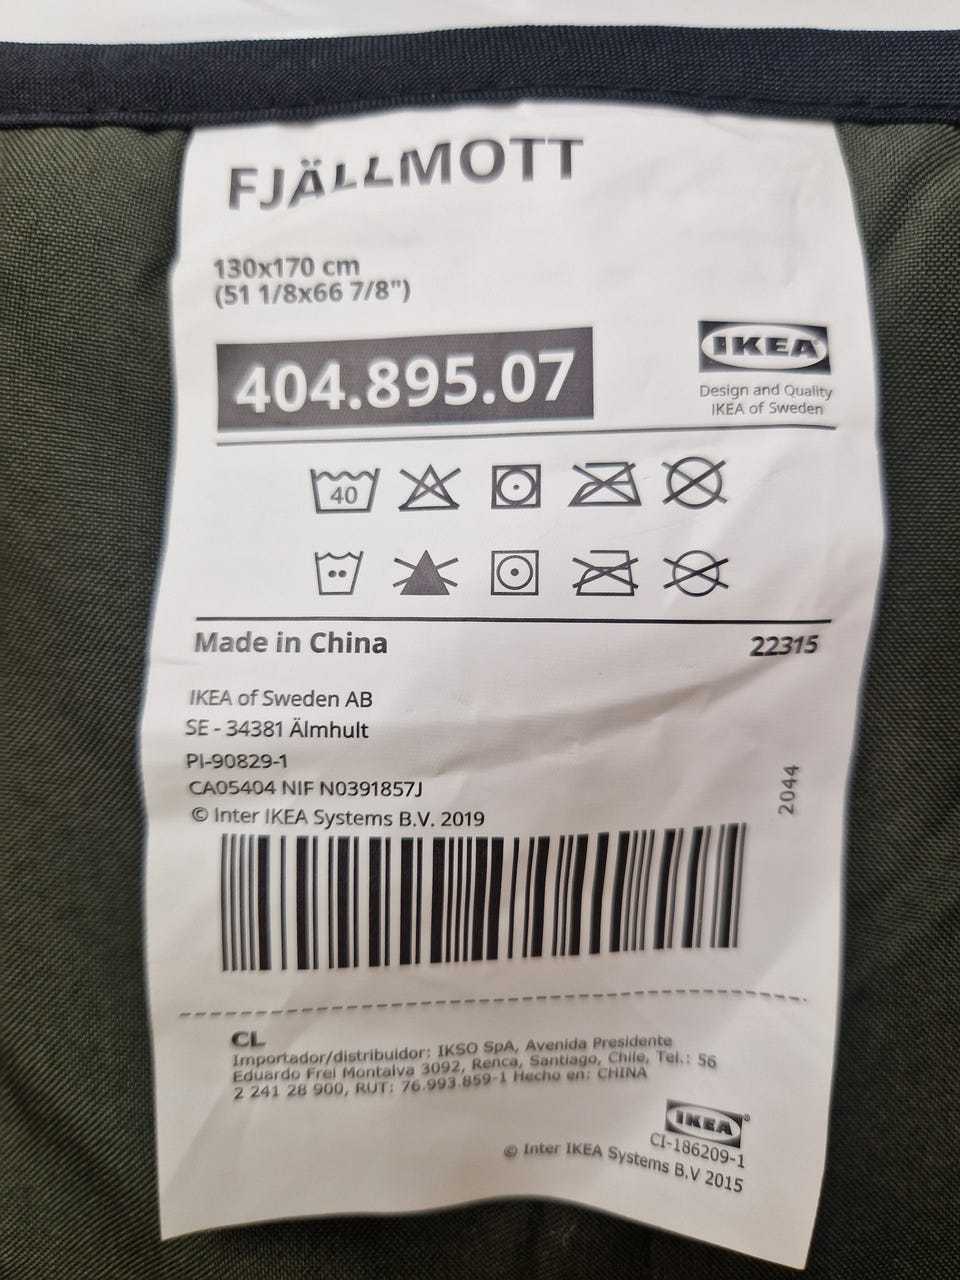 FJÄLLMOTT
130x170 cm
(51 1/8x66 7/8")
404.895.07
IKEA®
Design and Quality
IKEA of Sweden
40
Made in China
22315
IKEA of Sweden AB
SE - 34381 Älmhult
PI-90829-1
CA05404 NIF N0391857J
© Inter IKEA Systems B.V. 2019
2044
CL
Importador/distribuidor: IKSO SpA, Avenida Presidente
Eduardo Frei Montalva 3092, Renca, Santiago, Chile, Tel.: 56
2 241 28 900, RUT: 76.993.859-1 Hecho en: CHINA
IKEA®
CI-186209-1
© Inter IKEA Systems B.V 2015